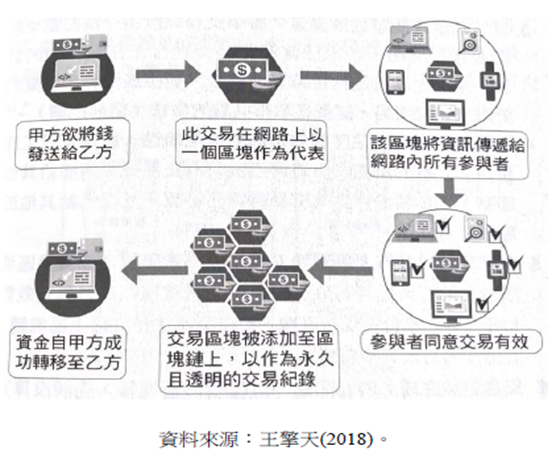 甲方欲將錢
發送給乙方
此交易在網路上以
一個區塊作為代表
該區塊將資訊傳遞給
網路內所有參與者
資金自甲方成
功轉移至乙方
交易區塊被添加至區
塊鏈上，以作為永久
且透明的交易紀錄
參與者同意交易有效
資料來源：王擎天(2018)。